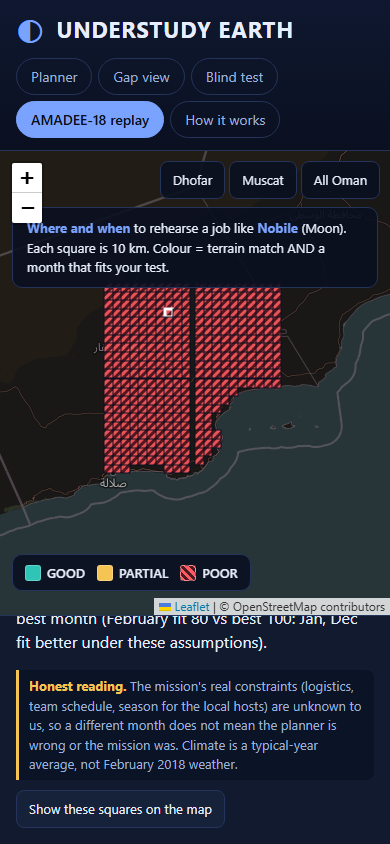 UNDERSTUDY EARTH
Planner
Gap view
Blind test
AMADEE-18 replay
How it works
+
−
Dhofar
Muscat
All Oman
Where and when to rehearse a job like Nobile (Moon).
Each square is 10 km. Colour = terrain match AND a
month that fits your test.
صلالة
GOOD
PARTIAL
POOR
Leaflet | © OpenStreetMap contributors
best month (February fit 80 vs best 100: Jan, Dec
fit better under these assumptions).
Honest reading. The mission's real constraints (logistics,
team schedule, season for the local hosts) are unknown to
us, so a different month does not mean the planner is
wrong or the mission was. Climate is a typical-year
average, not February 2018 weather.
Show these squares on the map